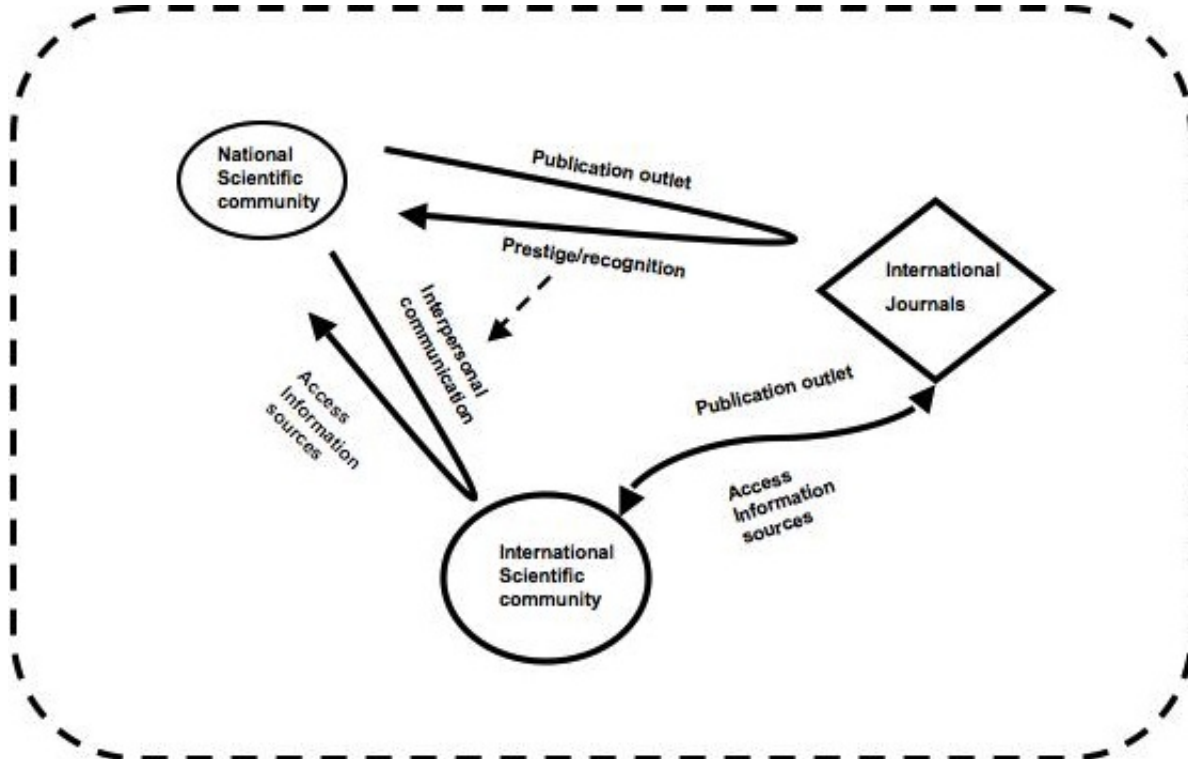 National
Scientific
community
Publication outlet
Prestige/recognition
International
Journals
Interpersonal
communication
Access
Information
sources
Publication outlet
Access
Information
sources
International
Scientific
community